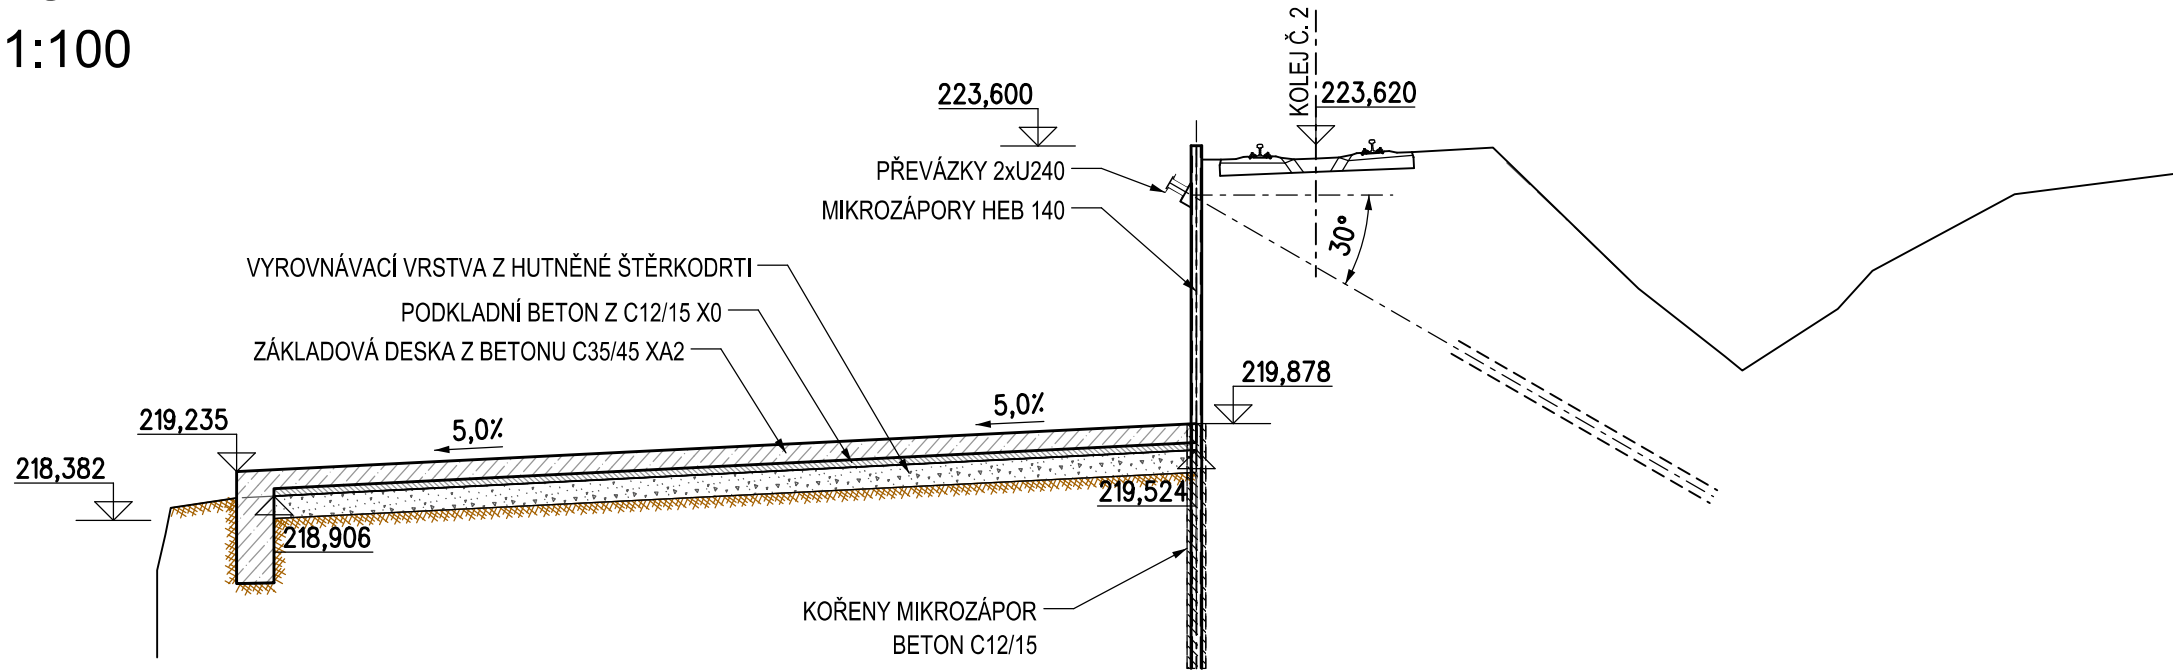 1:100
KOLEJ Č. 2
223,600
223,620
PŘEVÁZKY 2xU240
MIKROZÁPORY HEB 140
30°
VYROVNÁVACÍ VRSTVA Z HUTNĚNÉ ŠTĚRKODRTI
PODKLADNÍ BETON Z C12/15 X0
ZÁKLADOVÁ DESKA Z BETONU C35/45 XA2
219,878
219,235
5,0%
5,0%
218,382
219,524
218,906
KOŘENY MIKROZÁPOR
BETON C12/15